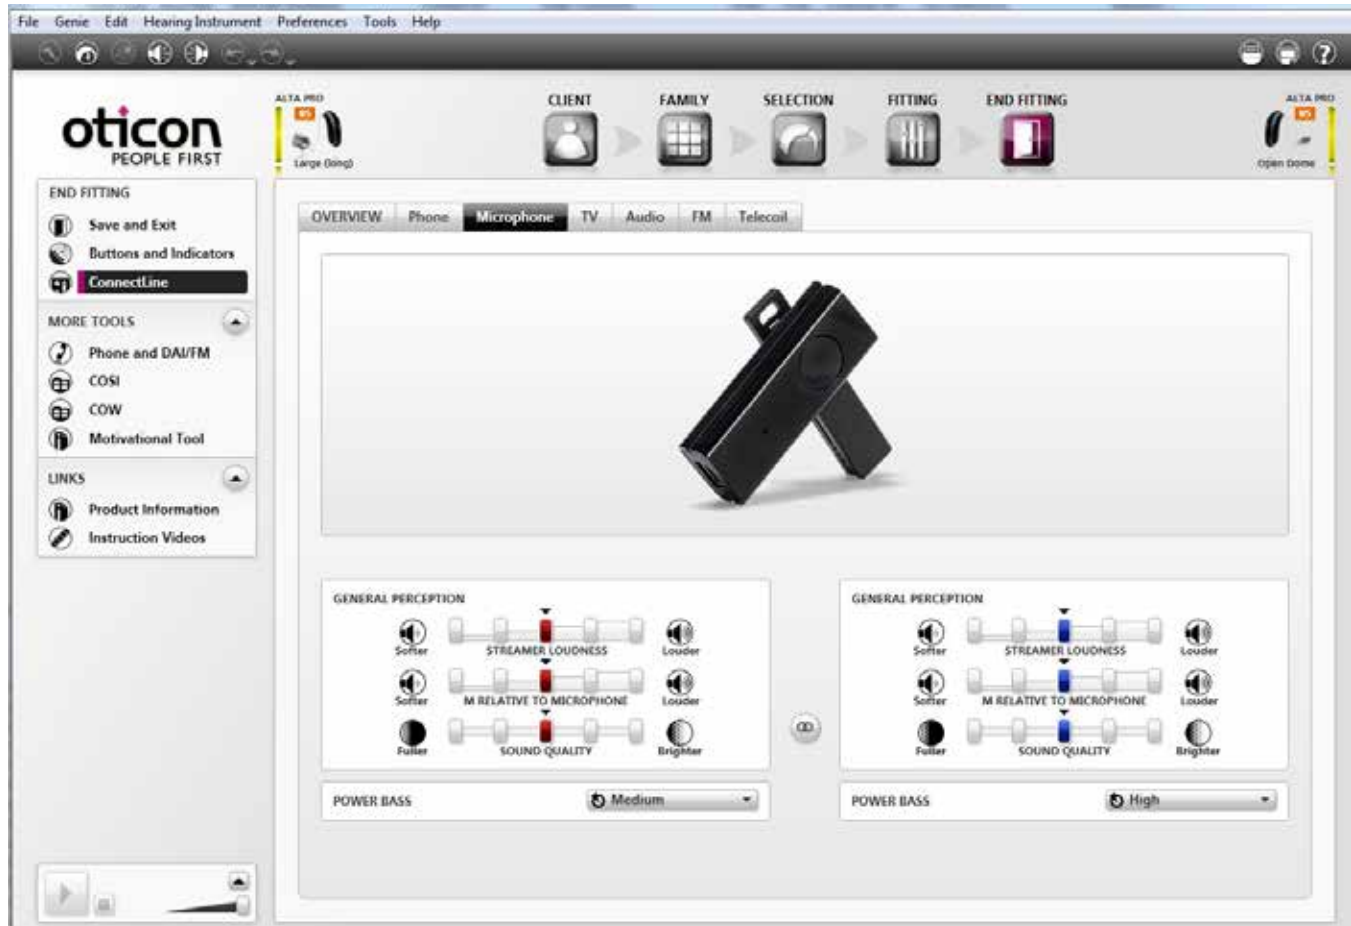 File Genie Edit Hearing Instrument Preferences Tools Help
oticon
PEOPLE FIRST
ALTA PRO
85
Large (long)
CLIENT FAMILY SELECTION FITTING END FITTING
ALTA PRO
85
Open Dome
END FITTING
Save and Exit
Buttons and Indicators
ConnectLine
MORE TOOLS
Phone and DAI/FM
COSI
COW
Motivational Tool
LINKS
Product Information
Instruction Videos
OVERVIEW Phone Microphone TV Audio FM Telecoil
GENERAL PERCEPTION
Softer STREAMER LOUDNESS Louder
Softer M RELATIVE TO MICROPHONE Louder
Fuller SOUND QUALITY Brighter
POWER BASS Medium
GENERAL PERCEPTION
Softer STREAMER LOUDNESS Louder
Softer M RELATIVE TO MICROPHONE Louder
Fuller SOUND QUALITY Brighter
POWER BASS High